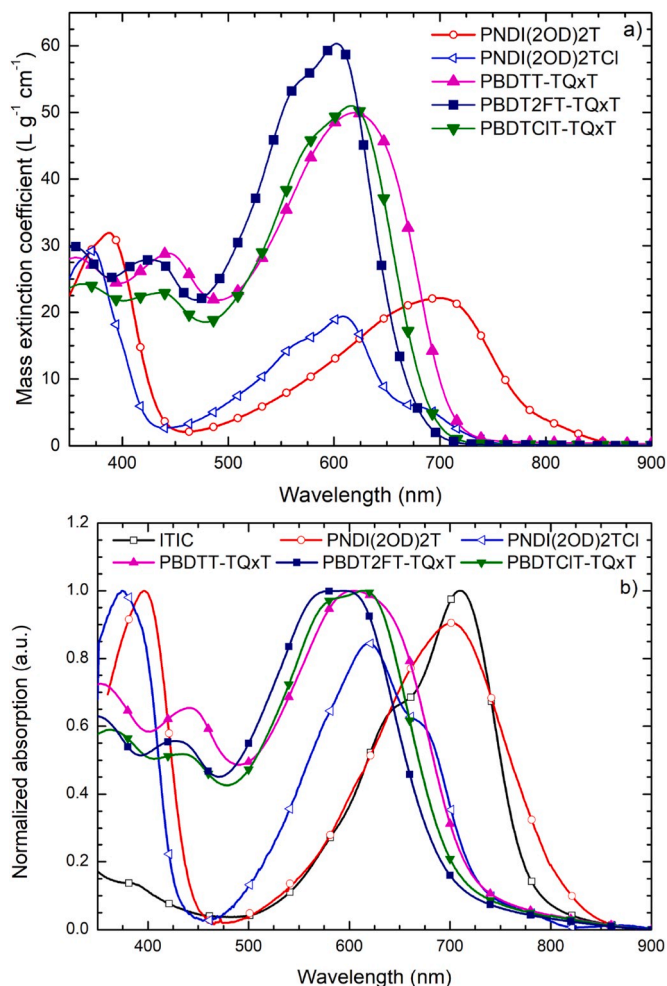 a)
PNDI(2OD)2T
PNDI(2OD)2TCl
PBDTT-TQxT
PBDT2FT-TQxT
PBDTClT-TQxT
Mass extinction coefficient (L g⁻¹ cm⁻¹)
60
50
40
30
20
10
0
400 500 600 700 800 900
Wavelength (nm)
b)
ITIC PNDI(2OD)2T PNDI(2OD)2TCl
PBDTT-TQxT PBDT2FT-TQxT PBDTClT-TQxT
Normalized absorption (a.u.)
1.2
1.0
0.8
0.6
0.4
0.2
0.0
400 500 600 700 800 900
Wavelength (nm)